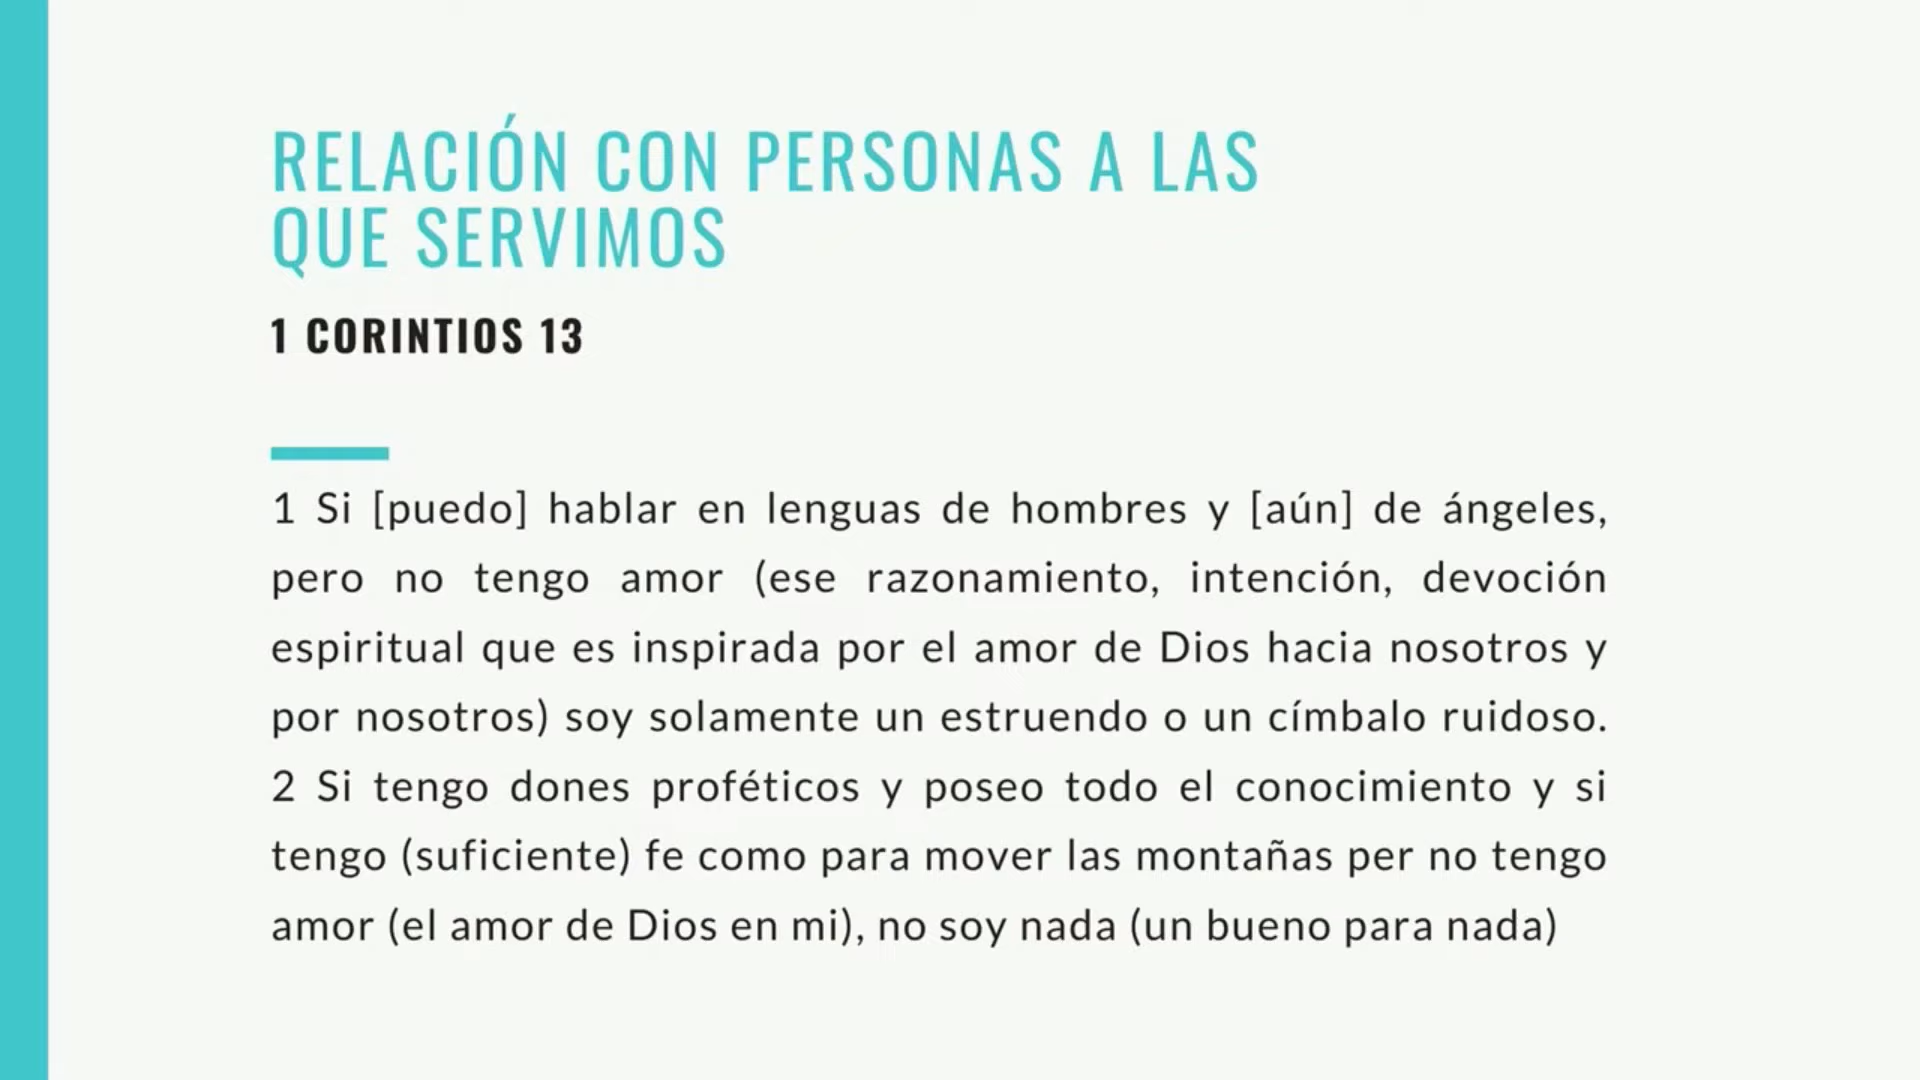 RELACIÓN CON PERSONAS A LAS
QUE SERVIMOS
1 CORINTIOS 13
1 Si [puedo] hablar en lenguas de hombres y [aún] de ángeles,
pero no tengo amor (ese razonamiento, intención, devoción
espiritual que es inspirada por el amor de Dios hacia nosotros y
por nosotros) soy solamente un estruendo o un címbalo ruidoso.
2 Si tengo dones proféticos y poseo todo el conocimiento y si
tengo (suficiente) fe como para mover las montañas per no tengo
amor (el amor de Dios en mi), no soy nada (un bueno para nada)